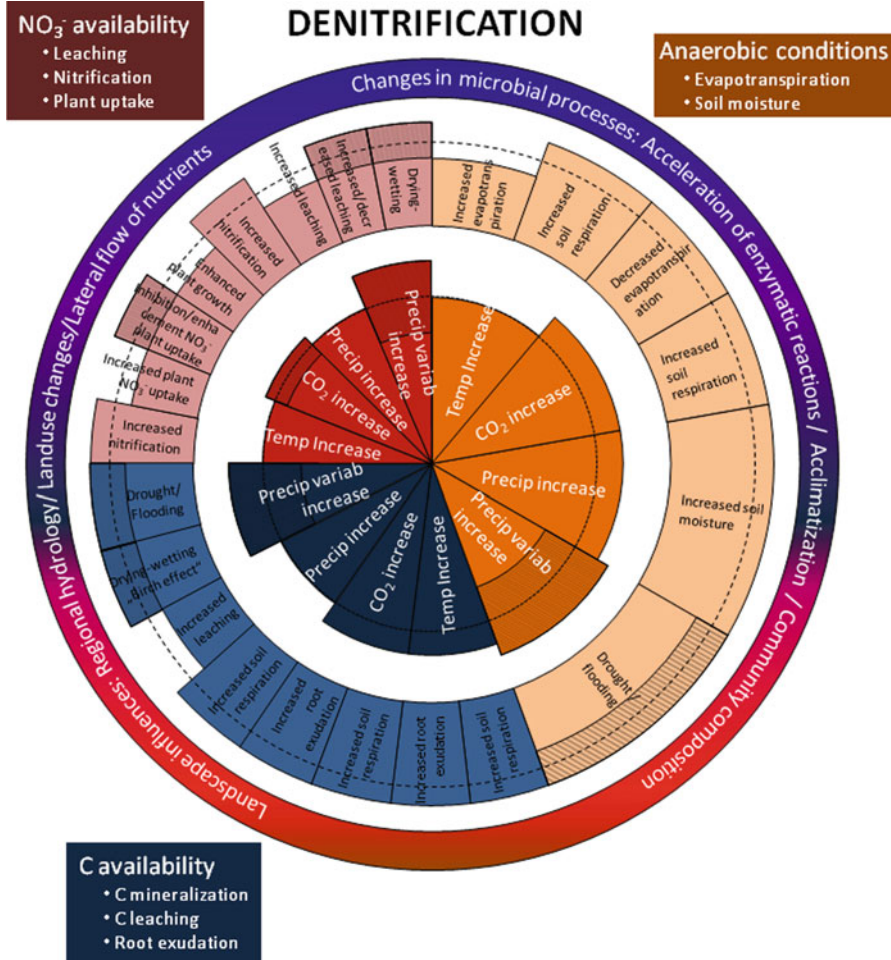 DENITRIFICATION
NO₃⁻ availability
• Leaching
• Nitrification
• Plant uptake
Anaerobic conditions
• Evapotranspiration
• Soil moisture
Changes in microbial processes: Acceleration of enzymatic reactions / Acclimatization / Community composition
Landscape influences: Regional hydrology/ Landuse changes/Lateral flow of nutrients
Increased
evapotrans
piration
Increased
soil
respiration
Decreased
evapotranspir
ation
Increased
soil
respiration
Increased soil
moisture
Drought /
flooding
Increased soil
respiration
Increased root
exudation
Increased soil
respiration
Increased
root
exudation
Increased soil
respiration
Increased
leaching
Drying-wetting
„Birch effect“
Drought/
Flooding
Increased
nitrification
Increased plant
NO₃⁻ uptake
inhibition/enha
cement NO₃⁻
plant uptake
Enhanced
plant growth
Increased
nitrification
Increased leaching
Increased/decr
eased leaching
Drying-
wetting
Temp Increase
CO₂ increase
Precip increase
Precip variab
increase
Temp Increase
CO₂ increase
Precip increase
Precip variab
increase
Temp Increase
CO₂ increase
Precip increase
Precip variab
increase
C availability
• C mineralization
• C leaching
• Root exudation